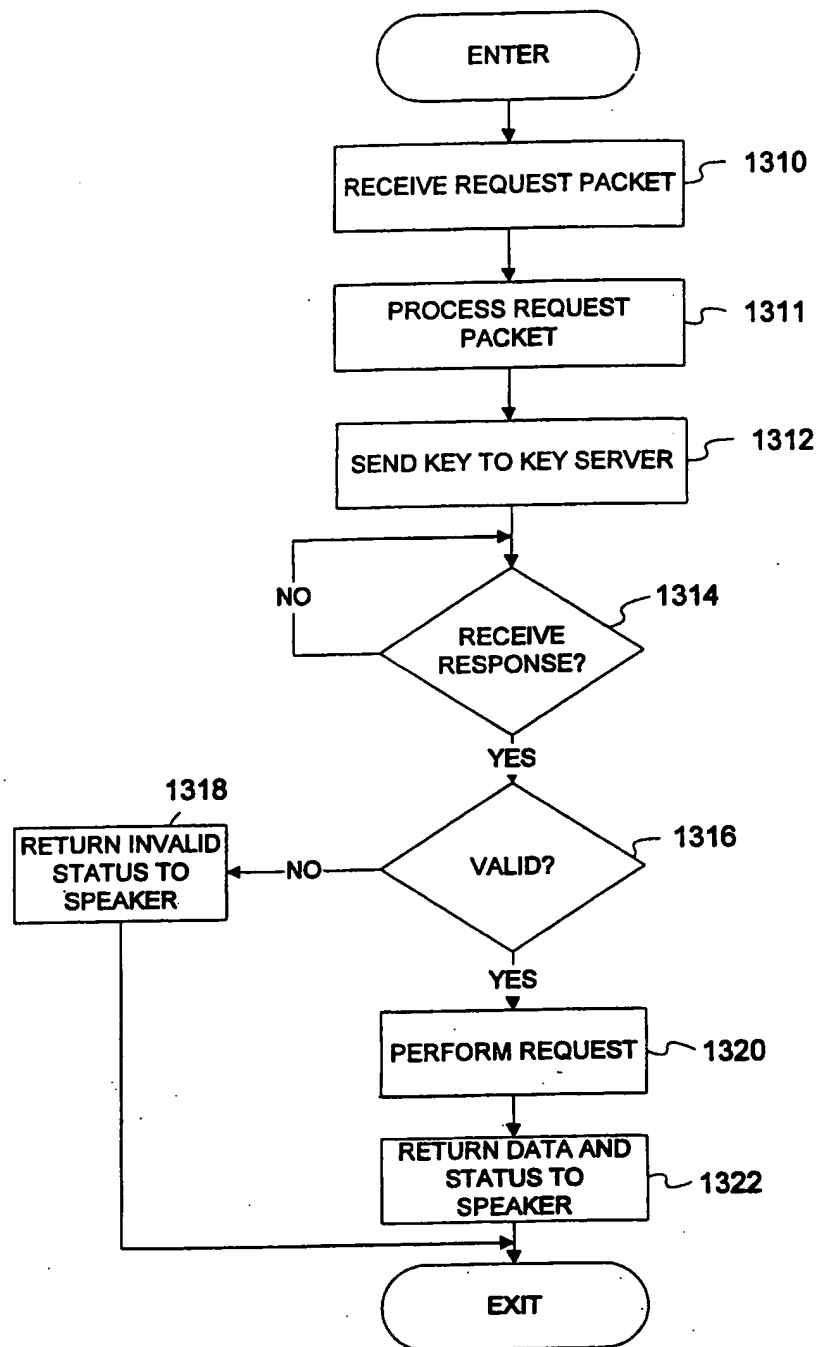 ENTER
RECEIVE REQUEST PACKET
1310
PROCESS REQUEST
PACKET
1311
SEND KEY TO KEY SERVER
1312
NO
RECEIVE
RESPONSE?
1314
YES
1318
RETURN INVALID
STATUS TO
SPEAKER
NO
VALID?
1316
YES
PERFORM REQUEST
1320
RETURN DATA AND
STATUS TO
SPEAKER
1322
EXIT